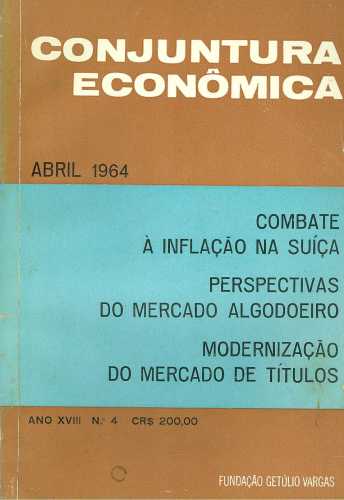 CONJUNTURA
ECONÔMICA
ABRIL 1964
COMBATE
À INFLAÇÃO NA SUÍÇA
PERSPECTIVAS
DO MERCADO ALGODOEIRO
MODERNIZAÇÃO
DO MERCADO DE TÍTULOS
ANO XVIII N.º 4 CR$ 200,00
FUNDAÇÃO GETÚLIO VARGAS